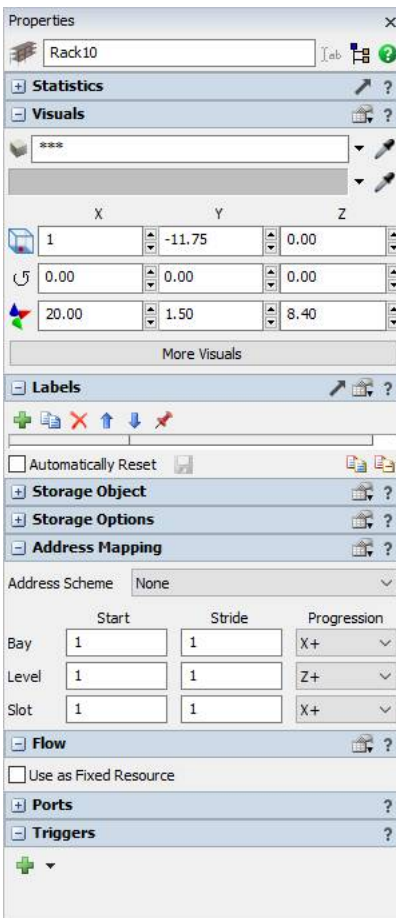 Properties
Rack10
Statistics ?
Visuals ?
***
X Y Z
1 -11.75 0.00
0.00 0.00 0.00
20.00 1.50 8.40
More Visuals
Labels ?
Automatically Reset
Storage Object ?
Storage Options ?
Address Mapping ?
Address Scheme None
Start Stride Progression
Bay 1 1 X+
Level 1 1 Z+
Slot 1 1 X+
Flow ?
Use as Fixed Resource
Ports ?
Triggers ?